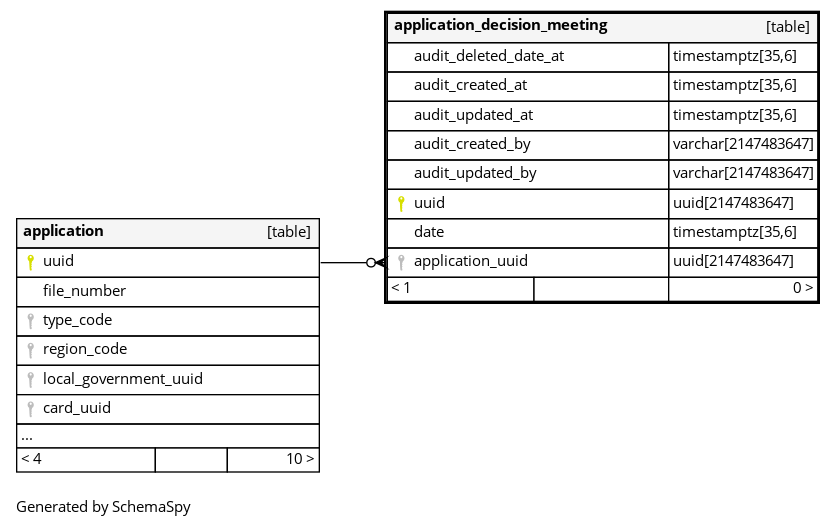 application_decision_meeting [table]
audit_deleted_date_at timestamptz[35,6]
audit_created_at timestamptz[35,6]
audit_updated_at timestamptz[35,6]
audit_created_by varchar[2147483647]
audit_updated_by varchar[2147483647]
uuid uuid[2147483647]
date timestamptz[35,6]
application_uuid uuid[2147483647]
< 1 0 >
application [table]
uuid
file_number
type_code
region_code
local_government_uuid
card_uuid
...
< 4 10 >
Generated by SchemaSpy